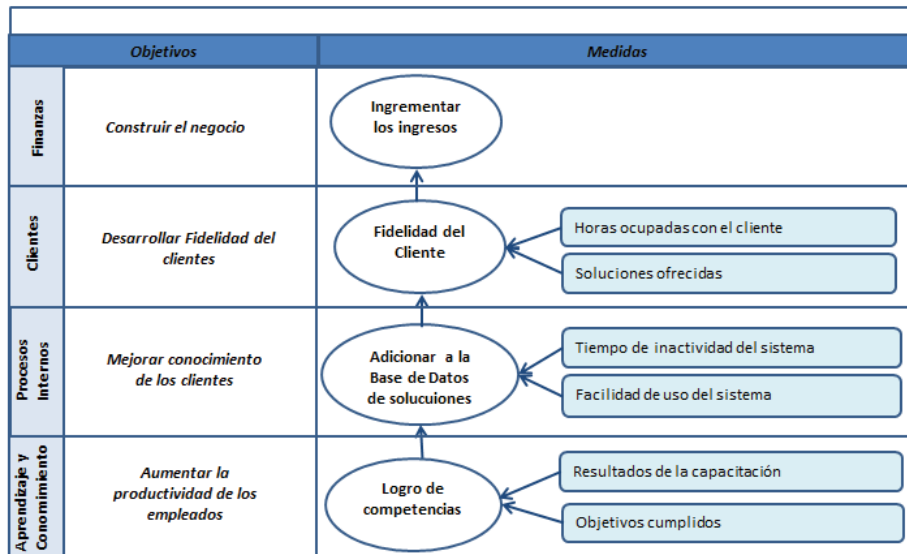 Objetivos
Medidas
Finanzas
Construir el negocio
Ingrementar
los ingresos
Clientes
Desarrollar Fidelidad del
clientes
Fidelidad del
Cliente
Horas ocupadas con el cliente
Soluciones ofrecidas
Procesos
Internos
Mejorar conocimiento
de los clientes
Adicionar a la
Base de Datos
de solucuiones
Tiempo de inactividad del sistema
Facilidad de uso del sistema
Aprendizaje y
Conomimiento
Aumentar la
productividad de los
empleados
Logro de
competencias
Resultados de la capacitación
Objetivos cumplidos